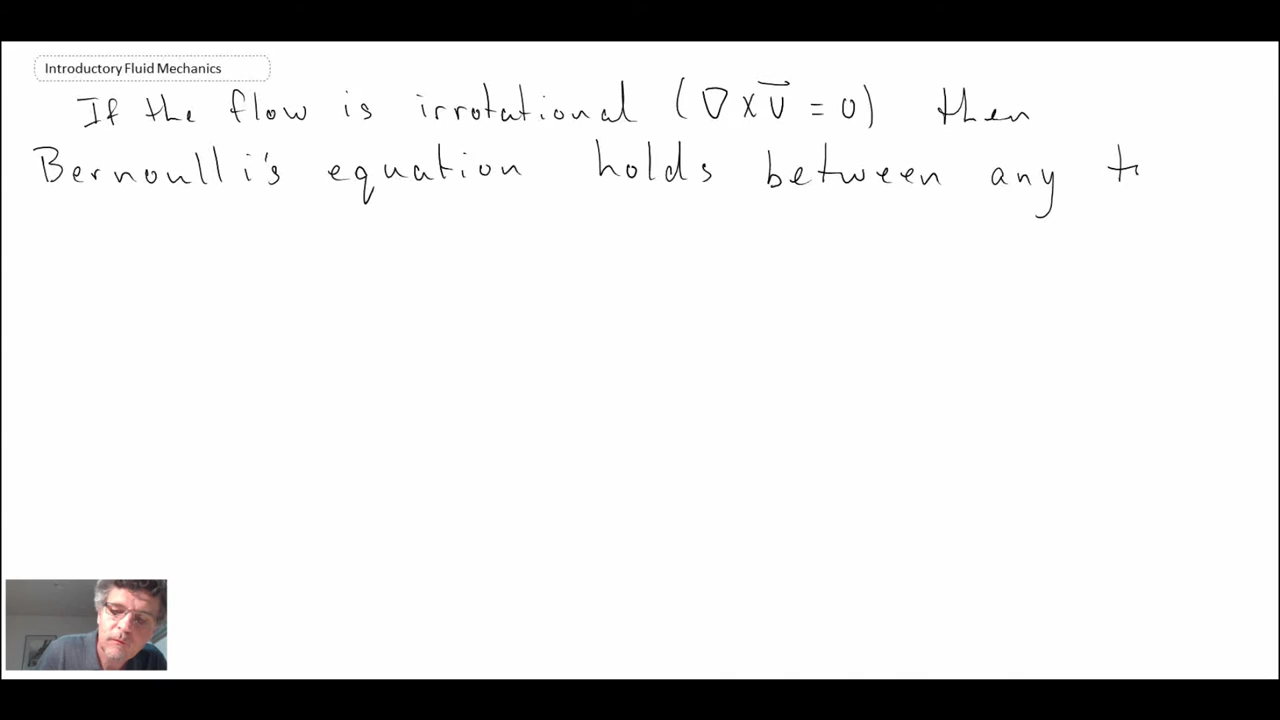 Introductory Fluid Mechanics
If the flow is irrotational (∇ × v⃗ = 0) then
Bernoulli's equation holds between any t